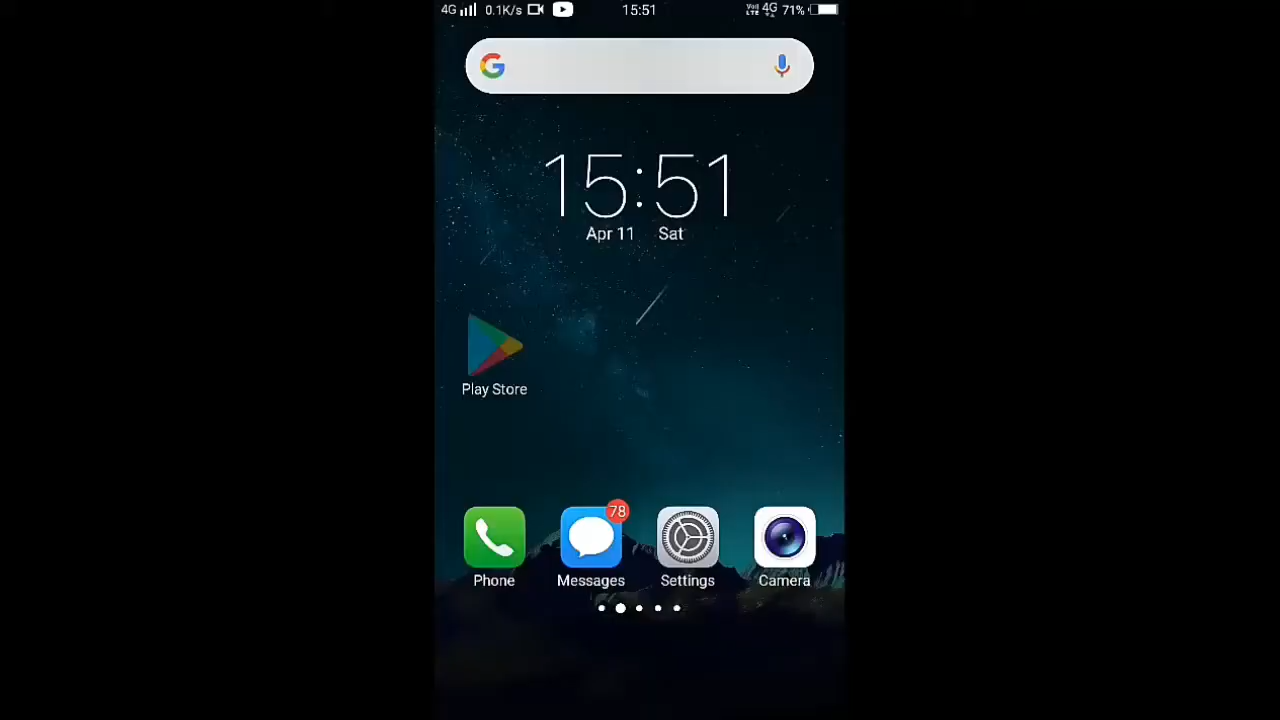 4G 0.1K/s 15:51 VoLTE 4G 71%
G
15:51
Apr 11 Sat
Play Store
78
Phone Messages Settings Camera